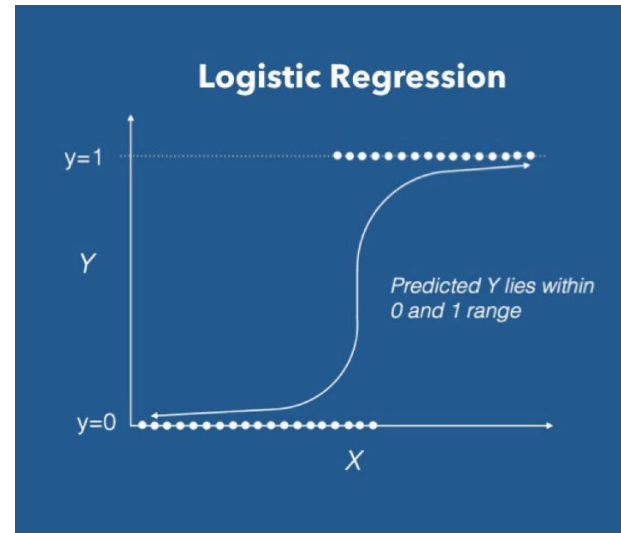 Logistic Regression
y=1
Y
Predicted Y lies within
0 and 1 range
y=0
X